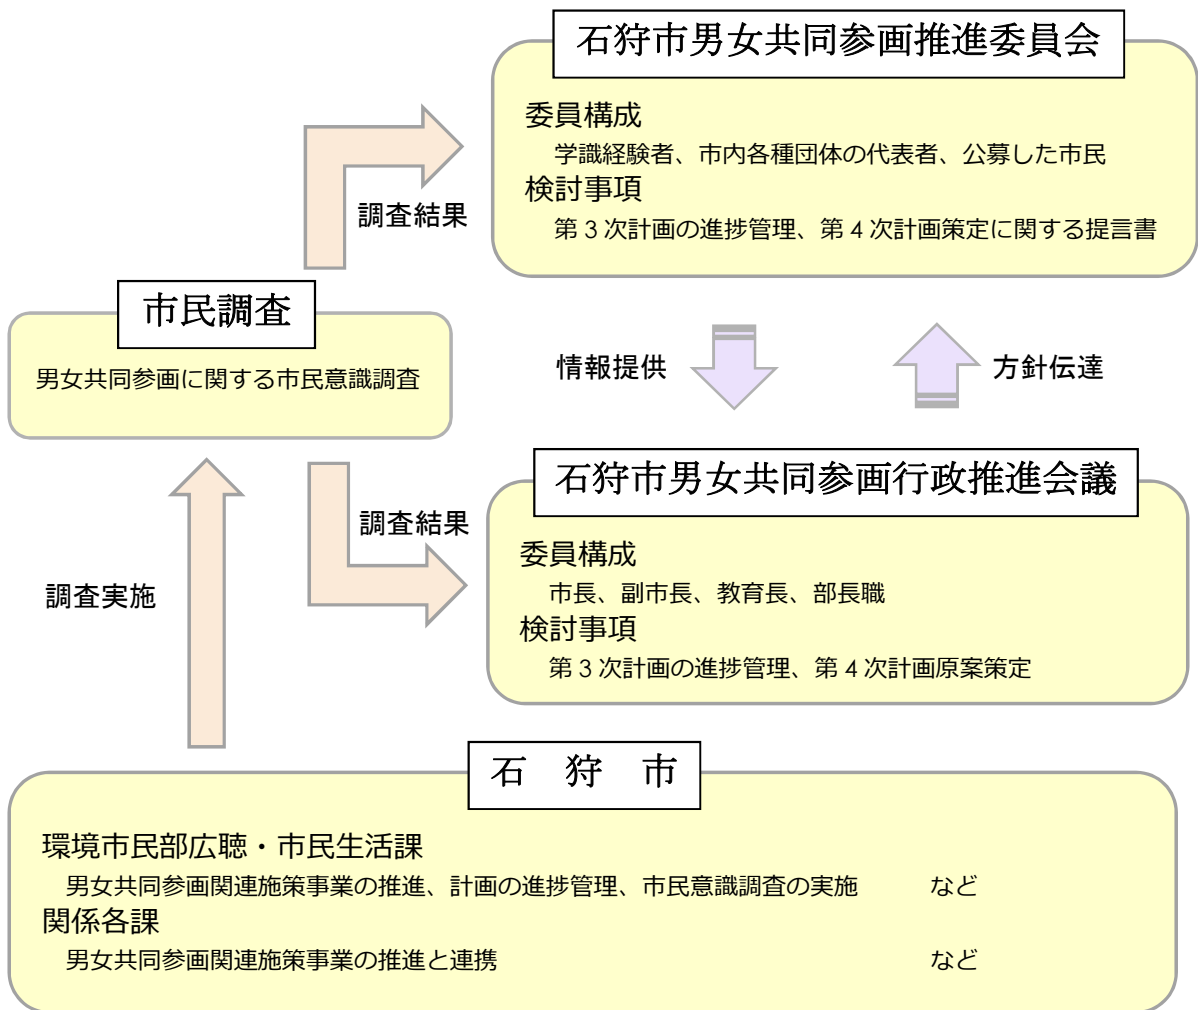 石狩市男女共同参画推進委員会
委員構成
学識経験者、市内各種団体の代表者、公募した市民
検討事項
第3次計画の進捗管理、第4次計画策定に関する提言書
調査結果
市民調査
男女共同参画に関する市民意識調査
情報提供
方針伝達
石狩市男女共同参画行政推進会議
委員構成
市長、副市長、教育長、部長職
検討事項
第3次計画の進捗管理、第4次計画原案策定
調査結果
調査実施
石 狩 市
環境市民部広聴・市民生活課
男女共同参画関連施策事業の推進、計画の進捗管理、市民意識調査の実施 など
関係各課
男女共同参画関連施策事業の推進と連携 など